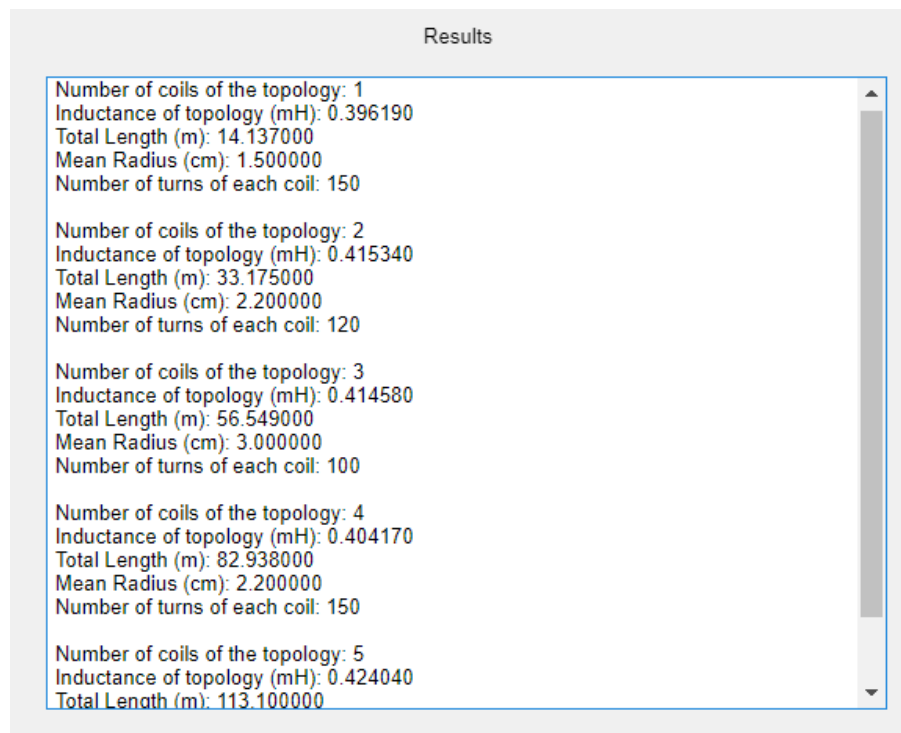 Results
Number of coils of the topology: 1
Inductance of topology (mH): 0.396190
Total Length (m): 14.137000
Mean Radius (cm): 1.500000
Number of turns of each coil: 150
Number of coils of the topology: 2
Inductance of topology (mH): 0.415340
Total Length (m): 33.175000
Mean Radius (cm): 2.200000
Number of turns of each coil: 120
Number of coils of the topology: 3
Inductance of topology (mH): 0.414580
Total Length (m): 56.549000
Mean Radius (cm): 3.000000
Number of turns of each coil: 100
Number of coils of the topology: 4
Inductance of topology (mH): 0.404170
Total Length (m): 82.938000
Mean Radius (cm): 2.200000
Number of turns of each coil: 150
Number of coils of the topology: 5
Inductance of topology (mH): 0.424040
Total Length (m): 113.100000